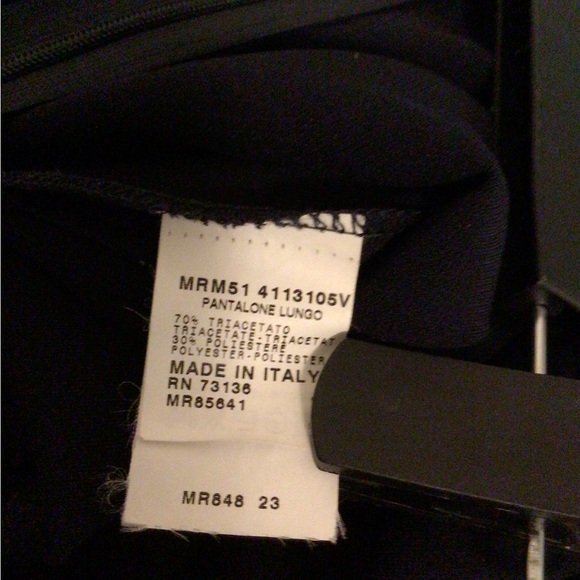 MRM51 4113105V
PANTALONE LUNGO
70% TRIACETATO
TRIACETATE-TRIACETAT
30% POLIESTERE
POLYESTER-POLIESTER
MADE IN ITALY
RN 73136
MR85641
MR848 23